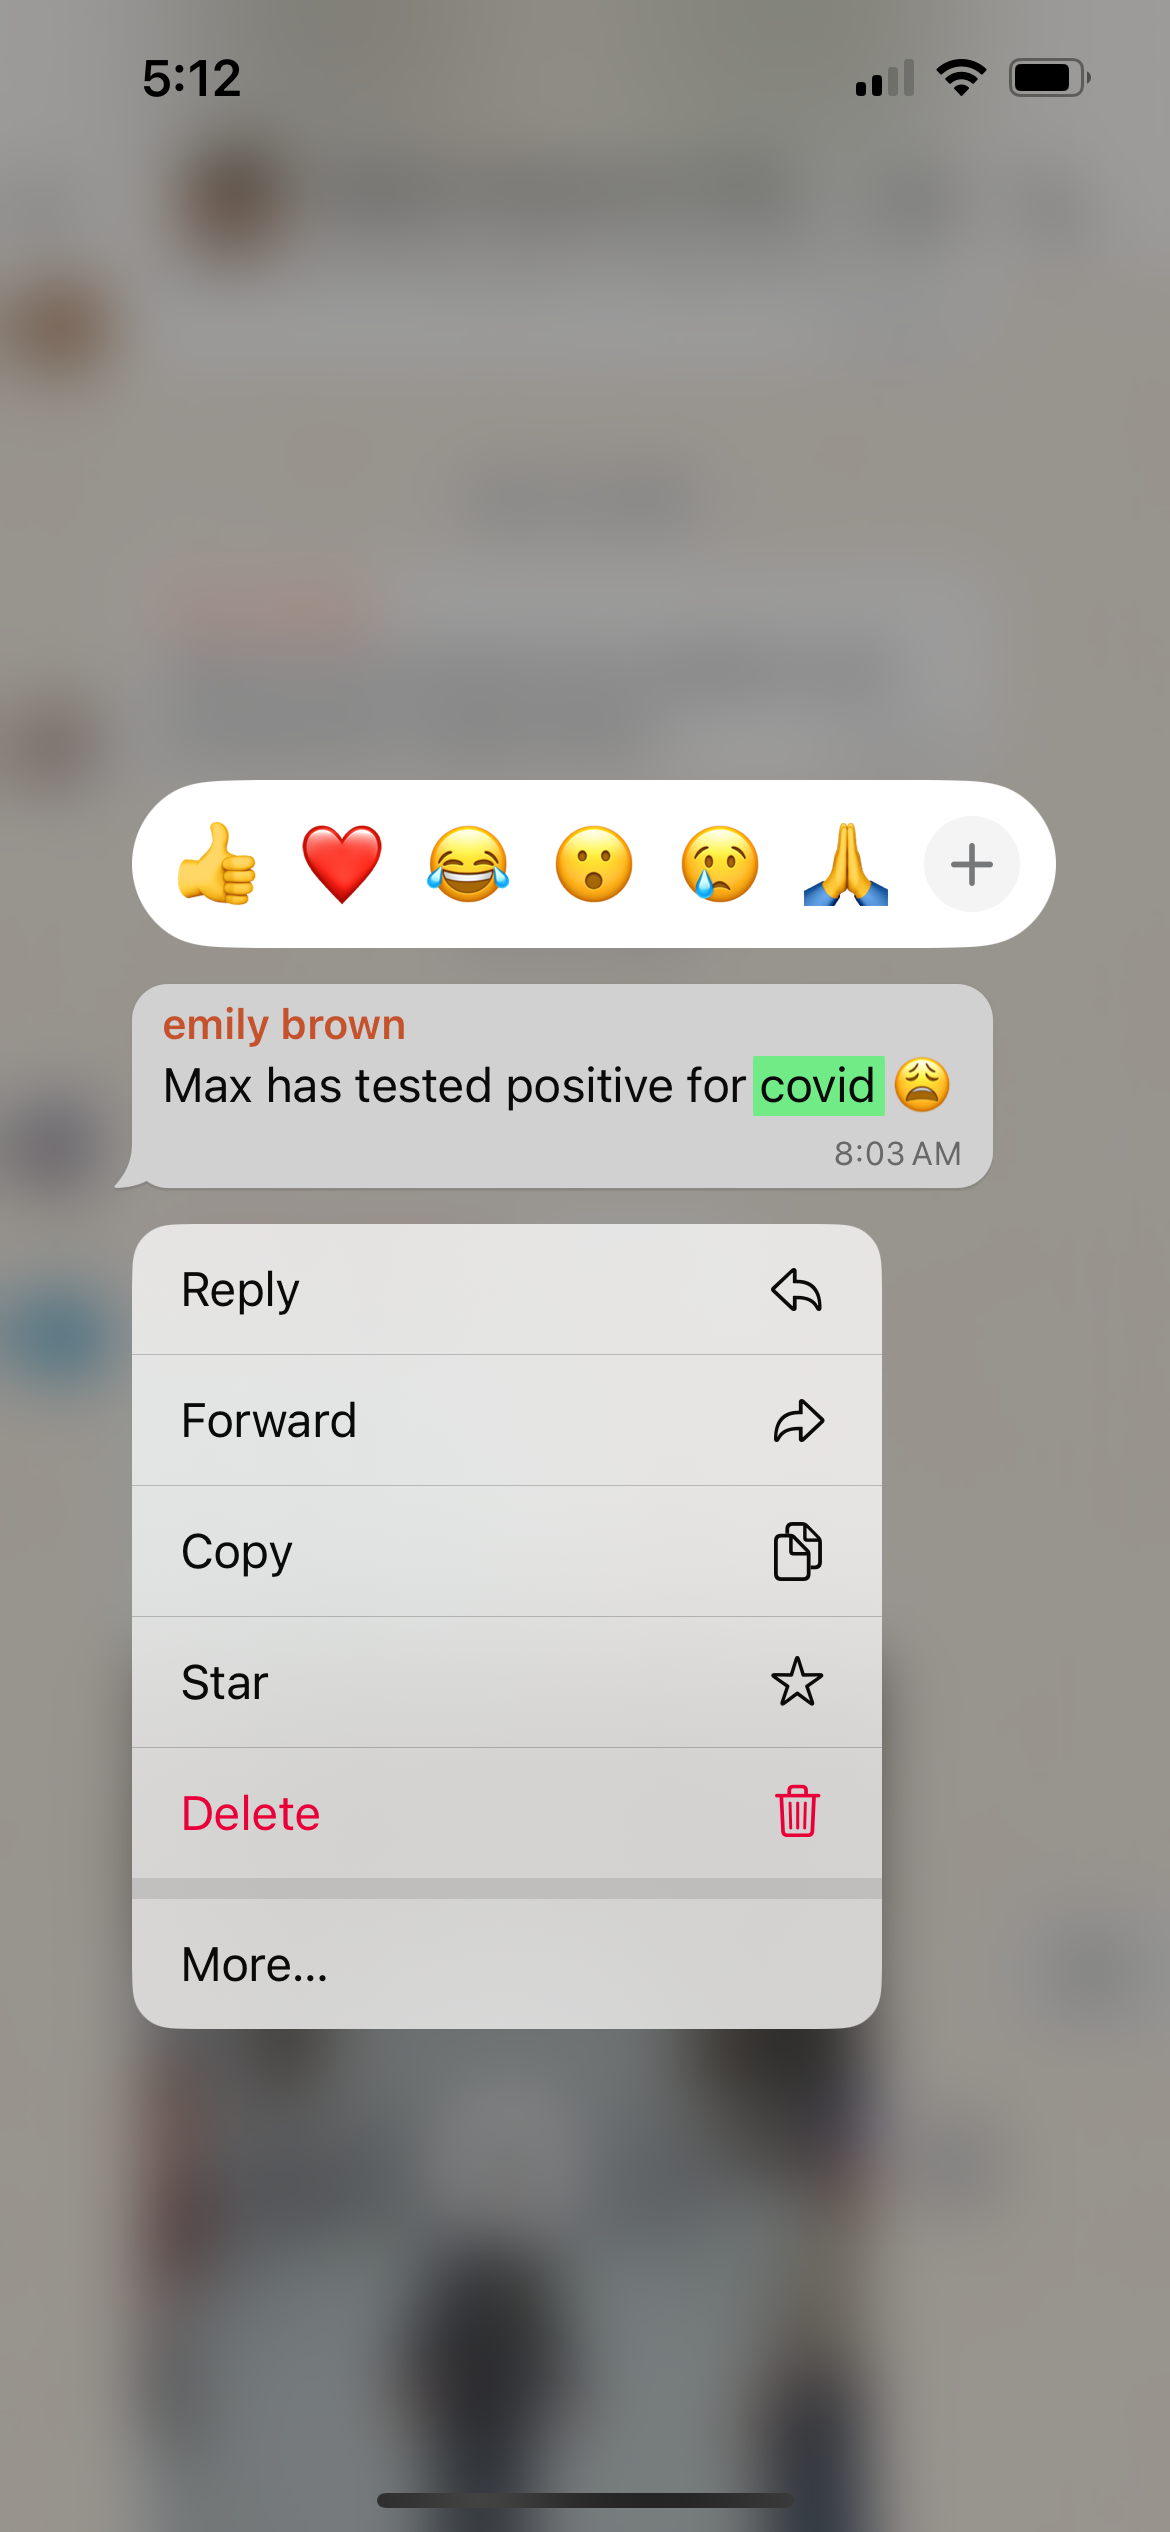 5:12
emily brown
Max has tested positive for covid 😩
8:03 AM
Reply
Forward
Copy
Star
Delete
More...